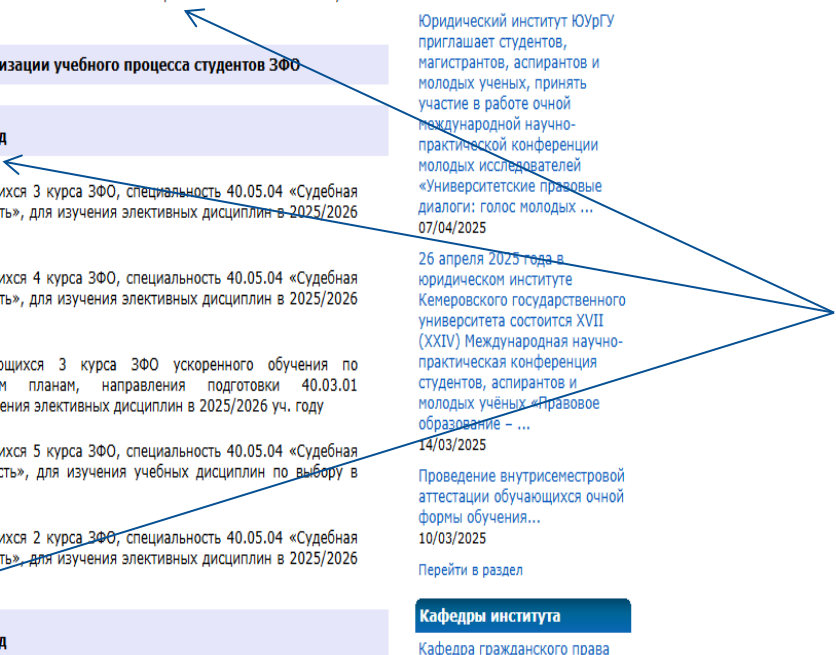 изации учебного процесса студентов ЗФО
д
ихся 3 курса ЗФО, специальность 40.05.04 «Судебная
ть», для изучения элективных дисциплин в 2025/2026
ихся 4 курса ЗФО, специальность 40.05.04 «Судебная
ть», для изучения элективных дисциплин в 2025/2026
ющихся 3 курса ЗФО ускоренного обучения по
м планам, направления подготовки 40.03.01
ения элективных дисциплин в 2025/2026 уч. году
ихся 5 курса ЗФО, специальность 40.05.04 «Судебная
сть», для изучения учебных дисциплин по выбору в
ихся 2 курса ЗФО, специальность 40.05.04 «Судебная
ть», для изучения элективных дисциплин в 2025/2026
д
Юридический институт ЮУрГУ
приглашает студентов,
магистрантов, аспирантов и
молодых ученых, принять
участие в работе очной
международной научно-
практической конференции
молодых исследователей
«Университетские правовые
диалоги: голос молодых ...
07/04/2025
26 апреля 2025 года в
юридическом институте
Кемеровского государственного
университета состоится XVII
(XXIV) Международная научно-
практическая конференция
студентов, аспирантов и
молодых учёных «Правовое
образование – ...
14/03/2025
Проведение внутрисеместровой
аттестации обучающихся очной
формы обучения...
10/03/2025
Перейти в раздел
Кафедры института
Кафедра гражданского права